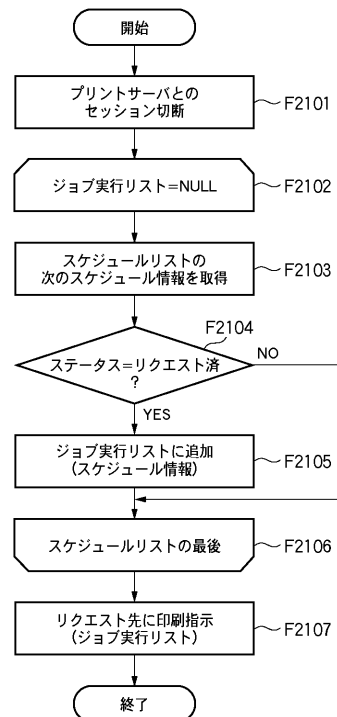 開始
プリントサーバとの
セッション切断
F2101
ジョブ実行リスト=NULL
F2102
スケジュールリストの
次のスケジュール情報を取得
F2103
F2104
ステータス=リクエスト済
?
NO
YES
ジョブ実行リストに追加
(スケジュール情報)
F2105
スケジュールリストの最後
F2106
リクエスト先に印刷指示
(ジョブ実行リスト)
F2107
終了